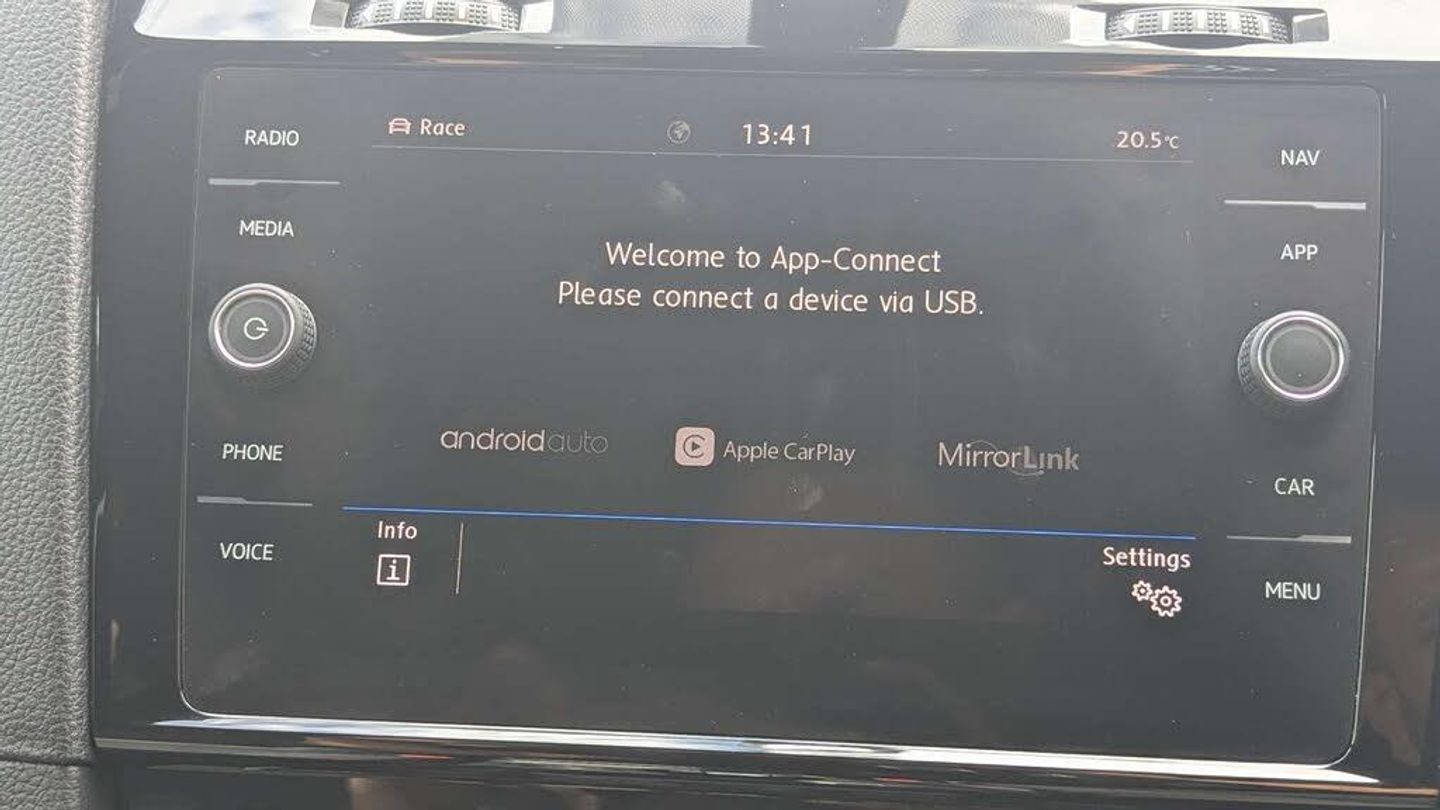 Race 13:41 20.5°C
RADIO
MEDIA
PHONE
VOICE
Welcome to App-Connect
Please connect a device via USB.
androidauto Apple CarPlay MirrorLink
Info Settings
NAV
APP
CAR
MENU